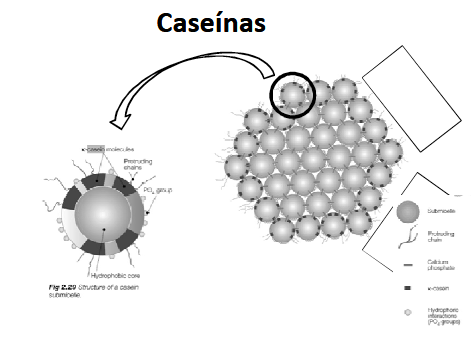 Caseínas
κ-casein molecules
Protruding
chains
PO₄ group
Hydrophobic core
Fig 2.29 Structure of a casein
submicelle.
Submicelle
Protruding
chain
Calcium
phosphate
κ-casein
Hydrophobic
interactions
(PO₄ groups)